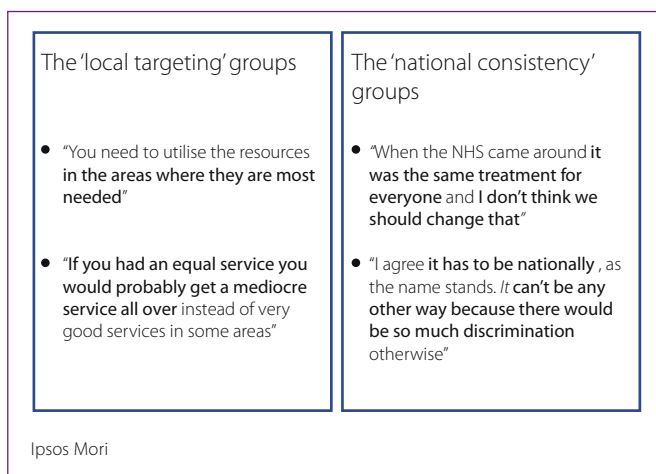 The ‘local targeting’ groups
• “You need to utilise the resources
in the areas where they are most
needed”
• “If you had an equal service you
would probably get a mediocre
service all over instead of very
good services in some areas”
The ‘national consistency’
groups
• “When the NHS came around it
was the same treatment for
everyone and I don’t think we
should change that”
• “I agree it has to be nationally , as
the name stands. It can’t be any
other way because there would
be so much discrimination
otherwise”
Ipsos Mori